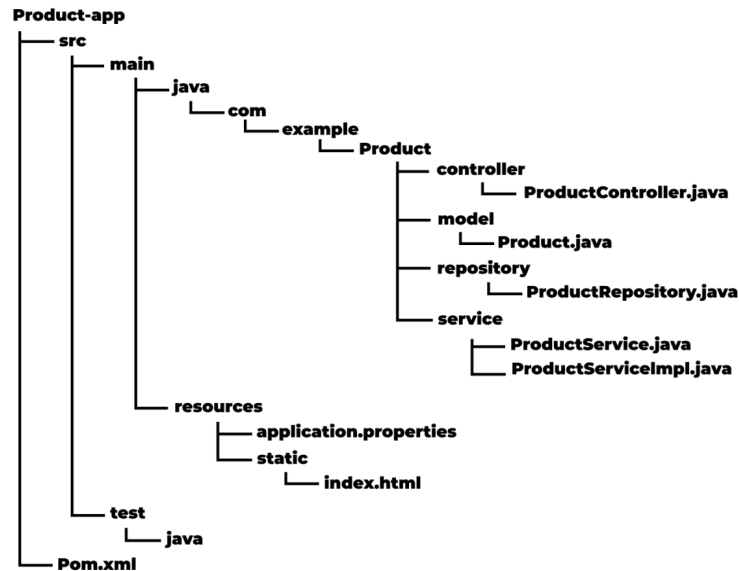 Product-app
src
main
java
com
example
Product
controller
ProductController.java
model
Product.java
repository
ProductRepository.java
service
ProductService.java
ProductServiceImpl.java
resources
application.properties
static
index.html
test
java
Pom.xml